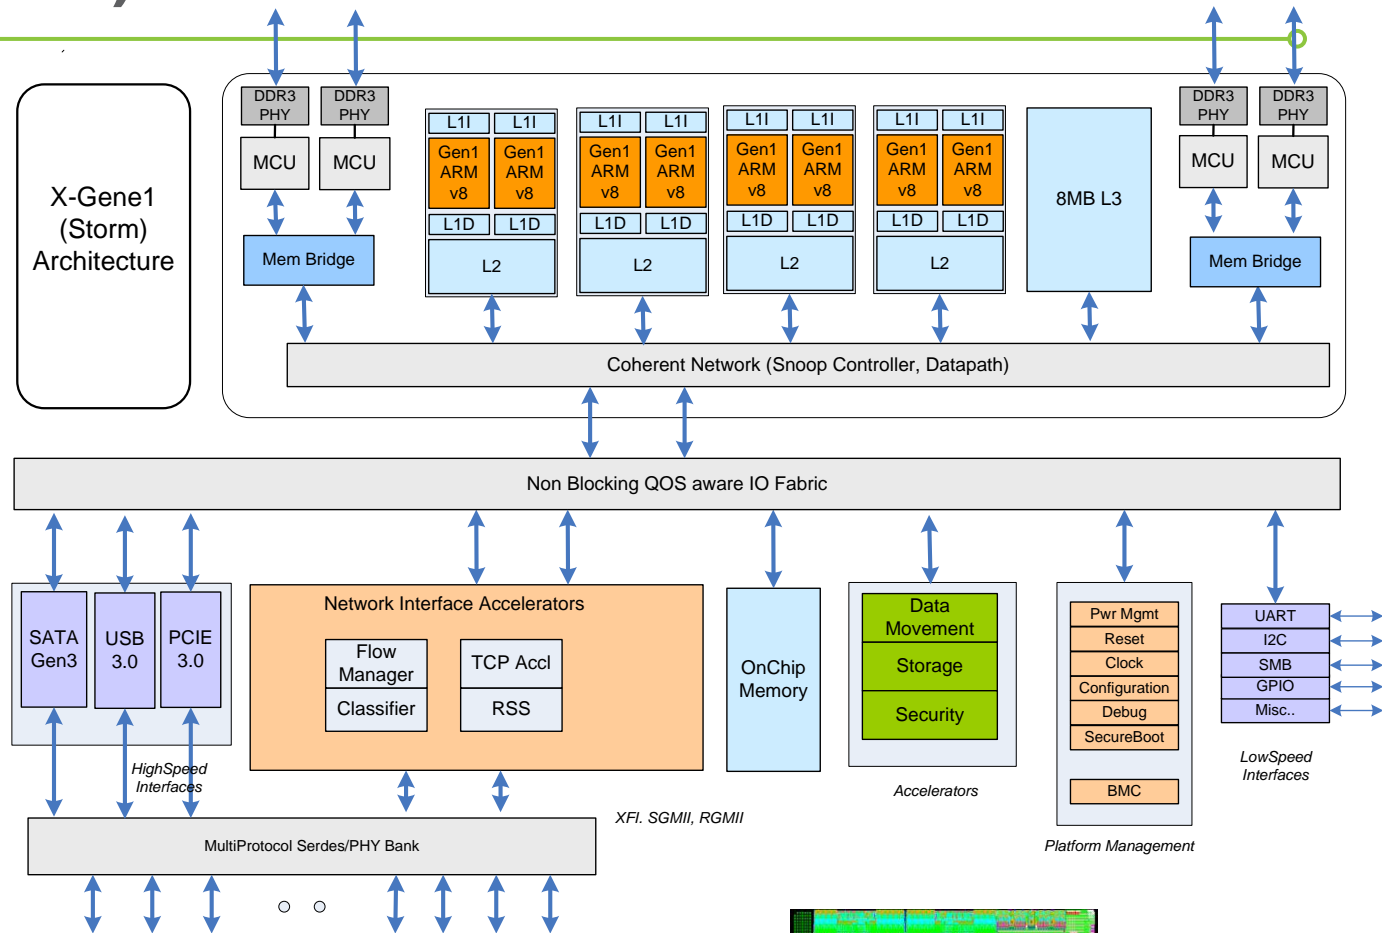 X-Gene1
(Storm)
Architecture
DDR3
PHY
DDR3
PHY
MCU
MCU
Mem Bridge
L1I
L1I
Gen1
ARM
v8
Gen1
ARM
v8
L1D
L1D
L2
L1I
L1I
Gen1
ARM
v8
Gen1
ARM
v8
L1D
L1D
L2
L1I
L1I
Gen1
ARM
v8
Gen1
ARM
v8
L1D
L1D
L2
L1I
L1I
Gen1
ARM
v8
Gen1
ARM
v8
L1D
L1D
L2
8MB L3
DDR3
PHY
DDR3
PHY
MCU
MCU
Mem Bridge
Coherent Network (Snoop Controller, Datapath)
Non Blocking QOS aware IO Fabric
SATA
Gen3
USB
3.0
PCIE
3.0
HighSpeed
Interfaces
Network Interface Accelerators
Flow
Manager
Classifier
TCP Accl
RSS
XFI. SGMII, RGMII
MultiProtocol Serdes/PHY Bank
OnChip
Memory
Data
Movement
Storage
Security
Accelerators
Pwr Mgmt
Reset
Clock
Configuration
Debug
SecureBoot
BMC
Platform Management
UART
I2C
SMB
GPIO
Misc..
LowSpeed
Interfaces